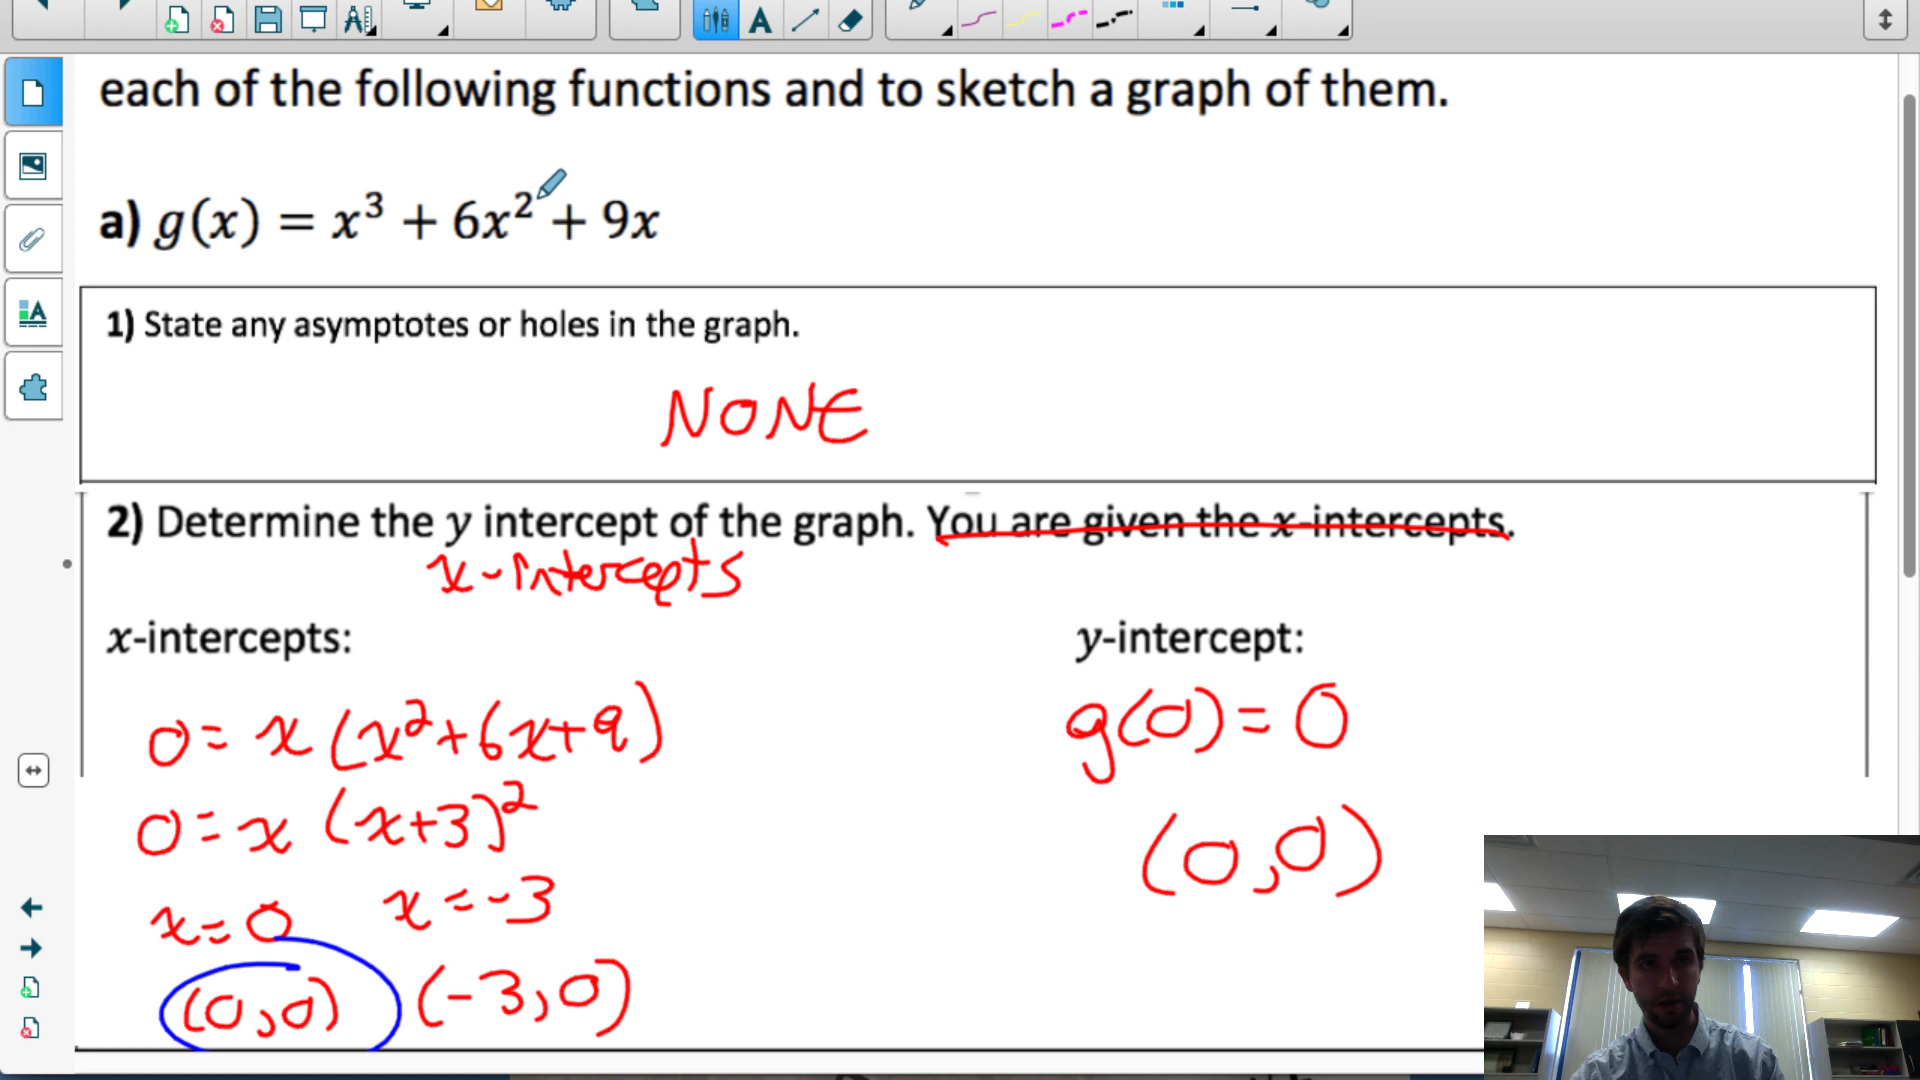 each of the following functions and to sketch a graph of them.
a) g(x) = x³ + 6x² + 9x
1) State any asymptotes or holes in the graph.
NONE
2) Determine the y intercept of the graph. You are given the x-intercepts.
x-intercepts
x-intercepts:
0 = x (x²+6x+9)
0 = x (x+3)²
x = 0 x = -3
(0,0) (-3,0)
y-intercept:
g(0) = 0
(0,0)